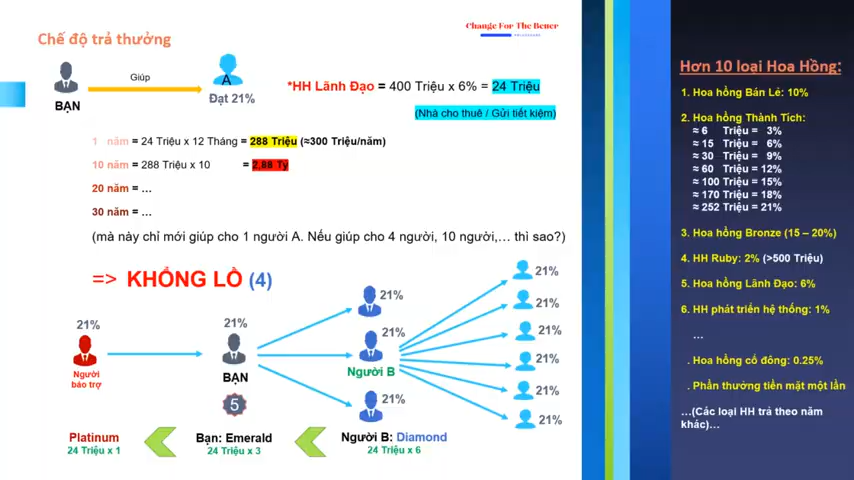 Change For The Better
Chế độ trả thưởng
Giúp
A
BẠN
Đạt 21%
*HH Lãnh Đạo = 400 Triệu x 6% = 24 Triệu
(Nhà cho thuê / Gửi tiết kiệm)
1 năm = 24 Triệu x 12 Tháng = 288 Triệu (≈300 Triệu/năm)
10 năm = 288 Triệu x 10 = 2,88 Tỷ
20 năm = ...
30 năm = ...
(mà này chỉ mới giúp cho 1 người A. Nếu giúp cho 4 người, 10 người,... thì sao?)
=> KHỔNG LỒ (4)
21%
Người
bảo trợ
21%
BẠN
5
21%
21%
Người B
21%
21%
21%
21%
21%
21%
21%
Platinum
24 Triệu x 1
Bạn: Emerald
24 Triệu x 3
Người B: Diamond
24 Triệu x 6
Hơn 10 loại Hoa Hồng:
1. Hoa hồng Bán Lẻ: 10%
2. Hoa hồng Thành Tích:
≈ 6 Triệu = 3%
≈ 15 Triệu = 6%
≈ 30 Triệu = 9%
≈ 60 Triệu = 12%
≈ 100 Triệu = 15%
≈ 170 Triệu = 18%
≈ 252 Triệu = 21%
3. Hoa hồng Bronze (15 – 20%)
4. HH Ruby: 2% (>500 Triệu)
5. Hoa hồng Lãnh Đạo: 6%
6. HH phát triển hệ thống: 1%
...
. Hoa hồng cổ đông: 0.25%
. Phần thưởng tiền mặt một lần
...(Các loại HH trả theo năm
khác)...